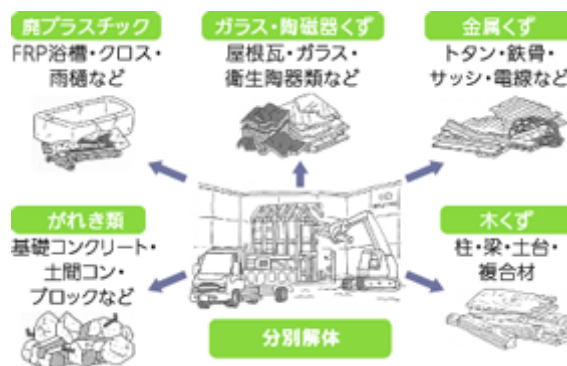 廃プラスチック
FRP浴槽・クロス・
雨樋など
ガラス・陶磁器くず
屋根瓦・ガラス・
衛生陶器類など
金属くず
トタン・鉄骨・
サッシ・電線など
がれき類
基礎コンクリート・
土間コン・
ブロックなど
木くず
柱・梁・土台・
複合材
分別解体